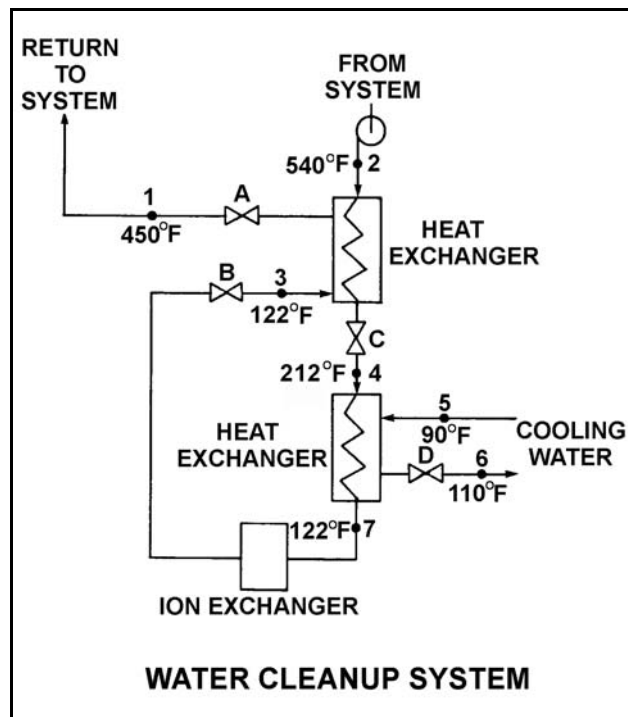 RETURN
TO
SYSTEM
FROM
SYSTEM
540°F
2
1
A
450°F
HEAT
EXCHANGER
B
3
122°F
C
212°F
4
HEAT
EXCHANGER
5
90°F
COOLING
WATER
D
6
110°F
122°F
7
ION EXCHANGER
WATER CLEANUP SYSTEM